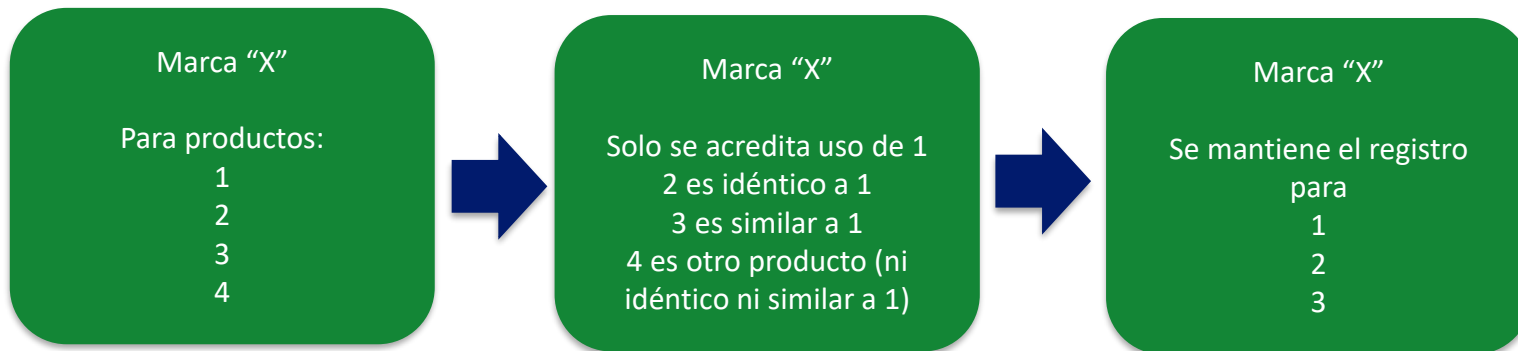 Marca “X”
Para productos:
1
2
3
4
Marca “X”
Solo se acredita uso de 1
2 es idéntico a 1
3 es similar a 1
4 es otro producto (ni
idéntico ni similar a 1)
Marca “X”
Se mantiene el registro
para
1
2
3